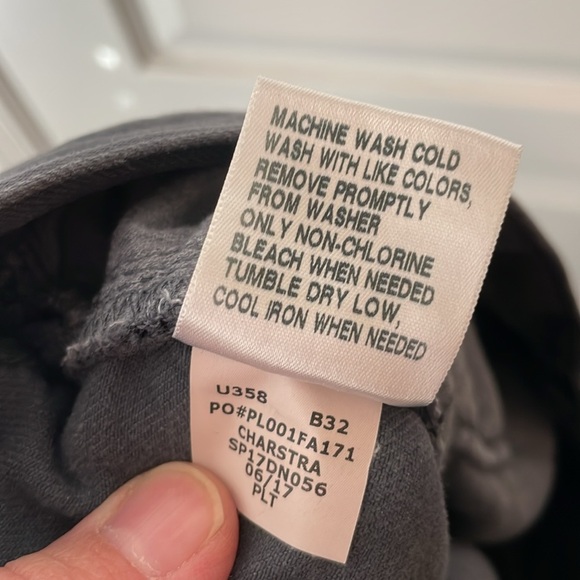 MACHINE WASH COLD
WASH WITH LIKE COLORS,
REMOVE PROMPTLY
FROM WASHER
ONLY NON-CHLORINE
BLEACH WHEN NEEDED
TUMBLE DRY LOW,
COOL IRON WHEN NEEDED
U358 B32
PO#PL001FA171
CHARSTRA
SP17DN056
06/17
PLT